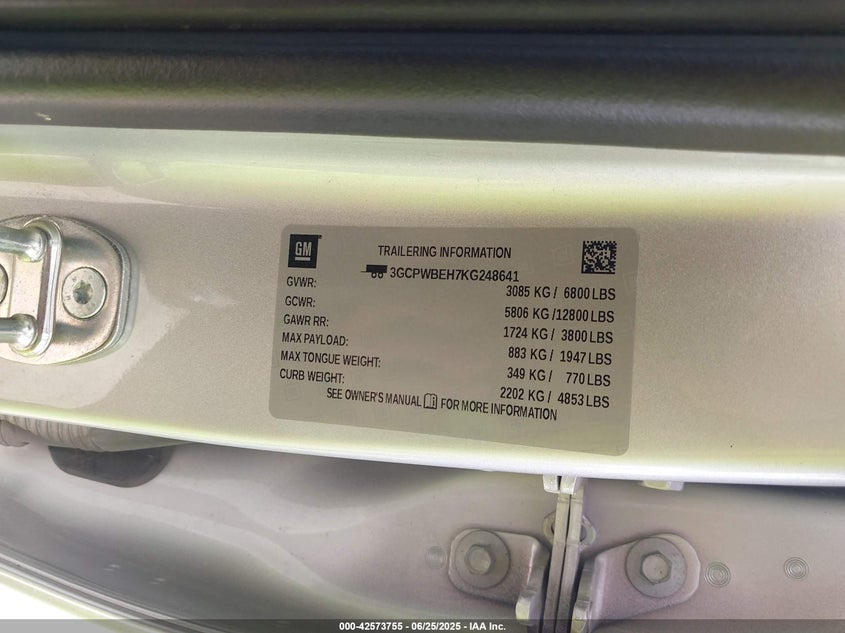 GM
TRAILERING INFORMATION
3GCPWBEH7KG248641
GVWR: 3085 KG / 6800 LBS
GCWR: 5806 KG /12800 LBS
GAWR RR: 1724 KG / 3800 LBS
MAX PAYLOAD: 883 KG / 1947 LBS
MAX TONGUE WEIGHT: 349 KG / 770 LBS
CURB WEIGHT: 2202 KG / 4853 LBS
SEE OWNER'S MANUAL FOR MORE INFORMATION
000-42573755 - 06/25/2025 - IAA Inc.